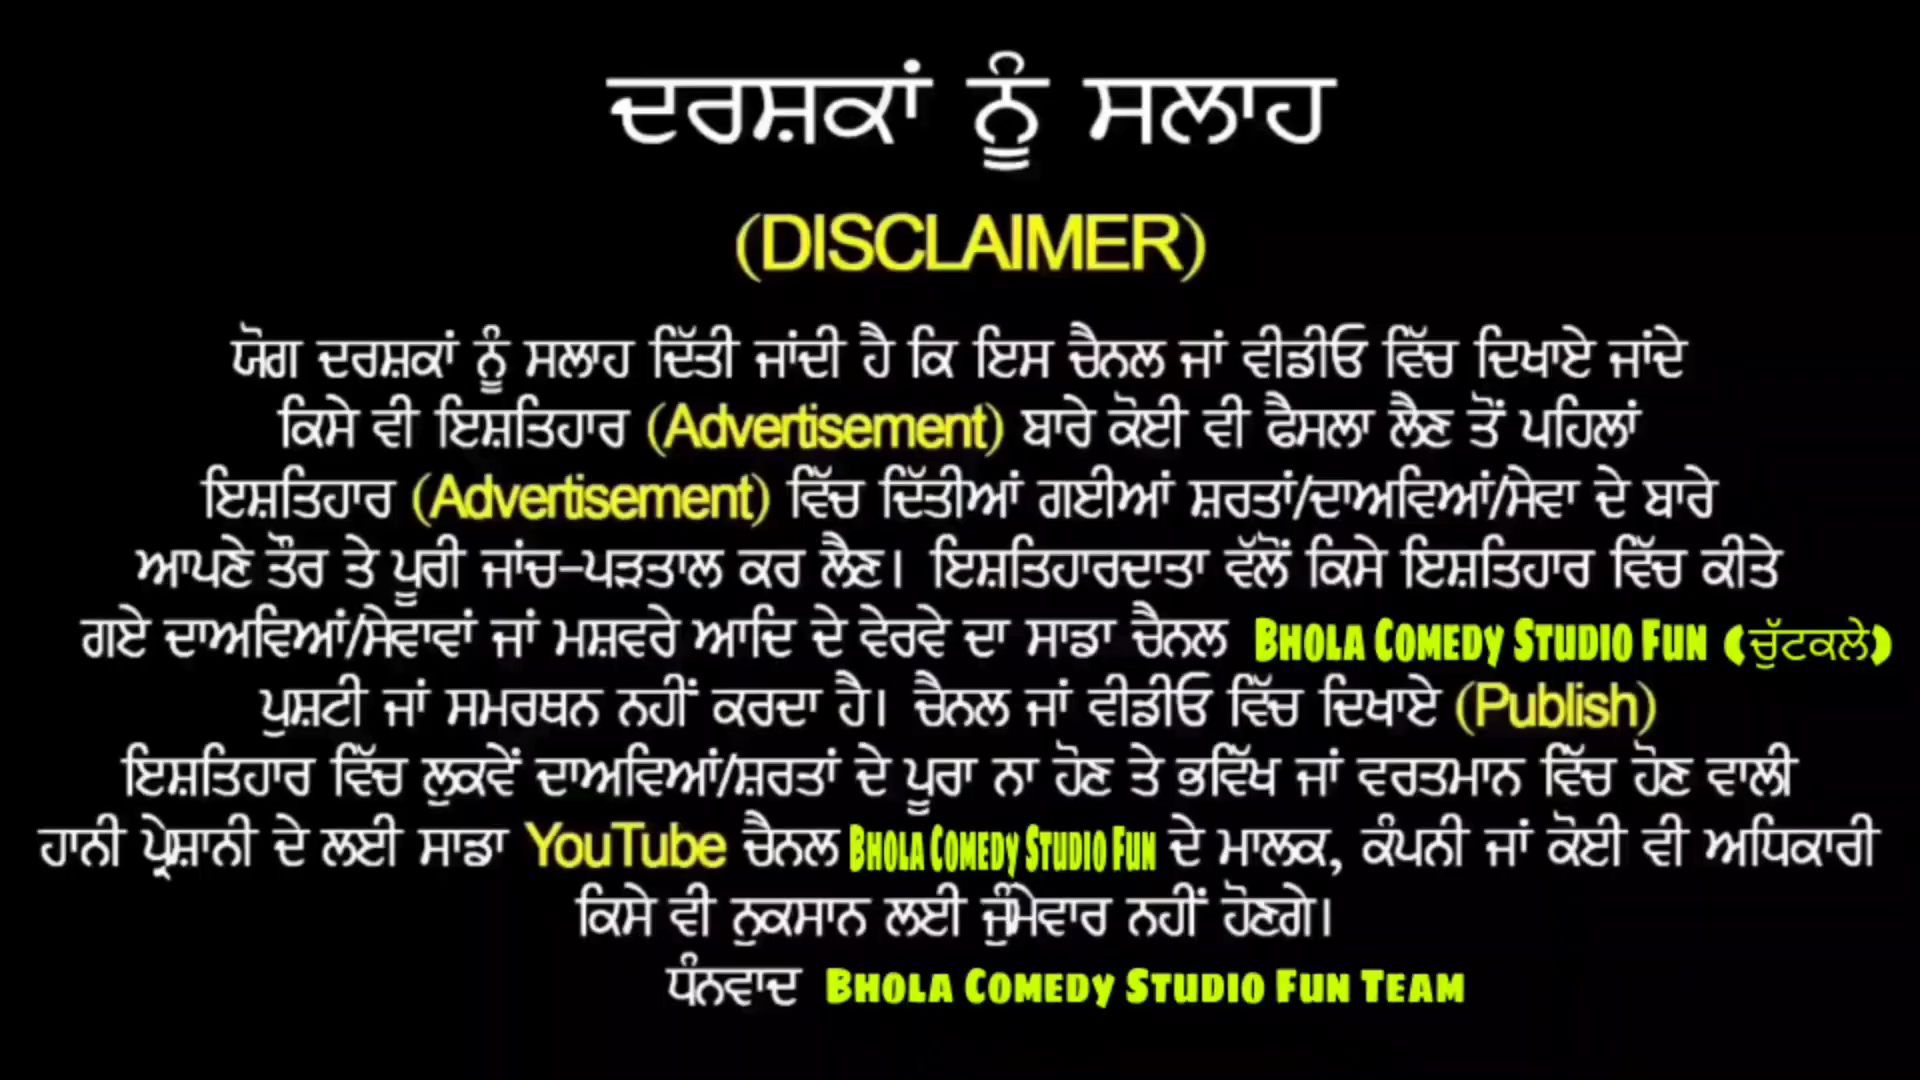 ਦਰਸ਼ਕਾਂ ਨੂੰ ਸਲਾਹ
(DISCLAIMER)
ਯੋਗ ਦਰਸ਼ਕਾਂ ਨੂੰ ਸਲਾਹ ਦਿੱਤੀ ਜਾਂਦੀ ਹੈ ਕਿ ਇਸ ਚੈਨਲ ਜਾਂ ਵੀਡੀਓ ਵਿੱਚ ਦਿਖਾਏ ਜਾਂਦੇ
ਕਿਸੇ ਵੀ ਇਸ਼ਤਿਹਾਰ (Advertisement) ਬਾਰੇ ਕੋਈ ਵੀ ਫੈਸਲਾ ਲੈਣ ਤੋਂ ਪਹਿਲਾਂ
ਇਸ਼ਤਿਹਾਰ (Advertisement) ਵਿੱਚ ਦਿੱਤੀਆਂ ਗਈਆਂ ਸ਼ਰਤਾਂ/ਦਾਅਵਿਆਂ/ਸੇਵਾ ਦੇ ਬਾਰੇ
ਆਪਣੇ ਤੌਰ ਤੇ ਪੂਰੀ ਜਾਂਚ-ਪੜਤਾਲ ਕਰ ਲੈਣ। ਇਸ਼ਤਿਹਾਰਦਾਤਾ ਵੱਲੋਂ ਕਿਸੇ ਇਸ਼ਤਿਹਾਰ ਵਿੱਚ ਕੀਤੇ
ਗਏ ਦਾਅਵਿਆਂ/ਸੇਵਾਵਾਂ ਜਾਂ ਮਸ਼ਵਰੇ ਆਦਿ ਦੇ ਵੇਰਵੇ ਦਾ ਸਾਡਾ ਚੈਨਲ Bhola Comedy Studio Fun (ਚੁੱਟਕਲੇ)
ਪੁਸ਼ਟੀ ਜਾਂ ਸਮਰਥਨ ਨਹੀਂ ਕਰਦਾ ਹੈ। ਚੈਨਲ ਜਾਂ ਵੀਡੀਓ ਵਿੱਚ ਦਿਖਾਏ (Publish)
ਇਸ਼ਤਿਹਾਰ ਵਿੱਚ ਲੁਕਵੇਂ ਦਾਅਵਿਆਂ/ਸ਼ਰਤਾਂ ਦੇ ਪੂਰਾ ਨਾ ਹੋਣ ਤੇ ਭਵਿੱਖ ਜਾਂ ਵਰਤਮਾਨ ਵਿੱਚ ਹੋਣ ਵਾਲੀ
ਹਾਨੀ ਪ੍ਰੇਸ਼ਾਨੀ ਦੇ ਲਈ ਸਾਡਾ YouTube ਚੈਨਲ Bhola Comedy Studio Fun ਦੇ ਮਾਲਕ, ਕੰਪਨੀ ਜਾਂ ਕੋਈ ਵੀ ਅਧਿਕਾਰੀ
ਕਿਸੇ ਵੀ ਨੁਕਸਾਨ ਲਈ ਜੁੰਮੇਵਾਰ ਨਹੀਂ ਹੋਣਗੇ।
ਧੰਨਵਾਦ Bhola Comedy Studio Fun Team